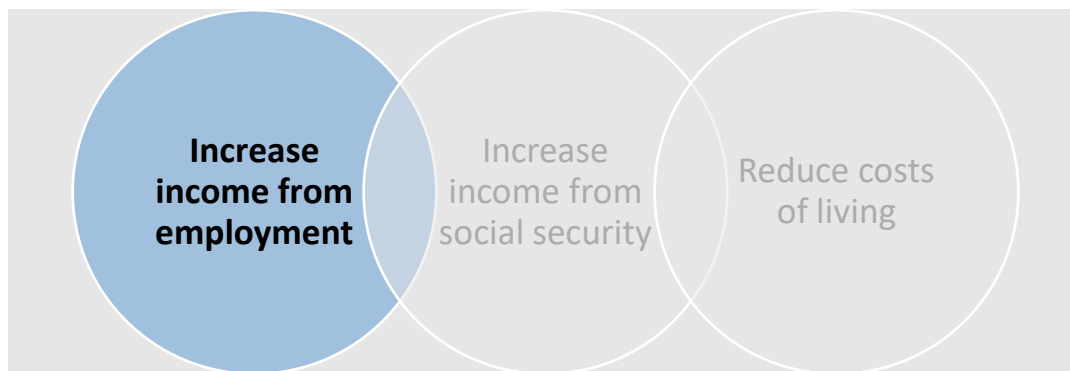 Increase
income from
employment
Increase
income from
social security
Reduce costs
of living